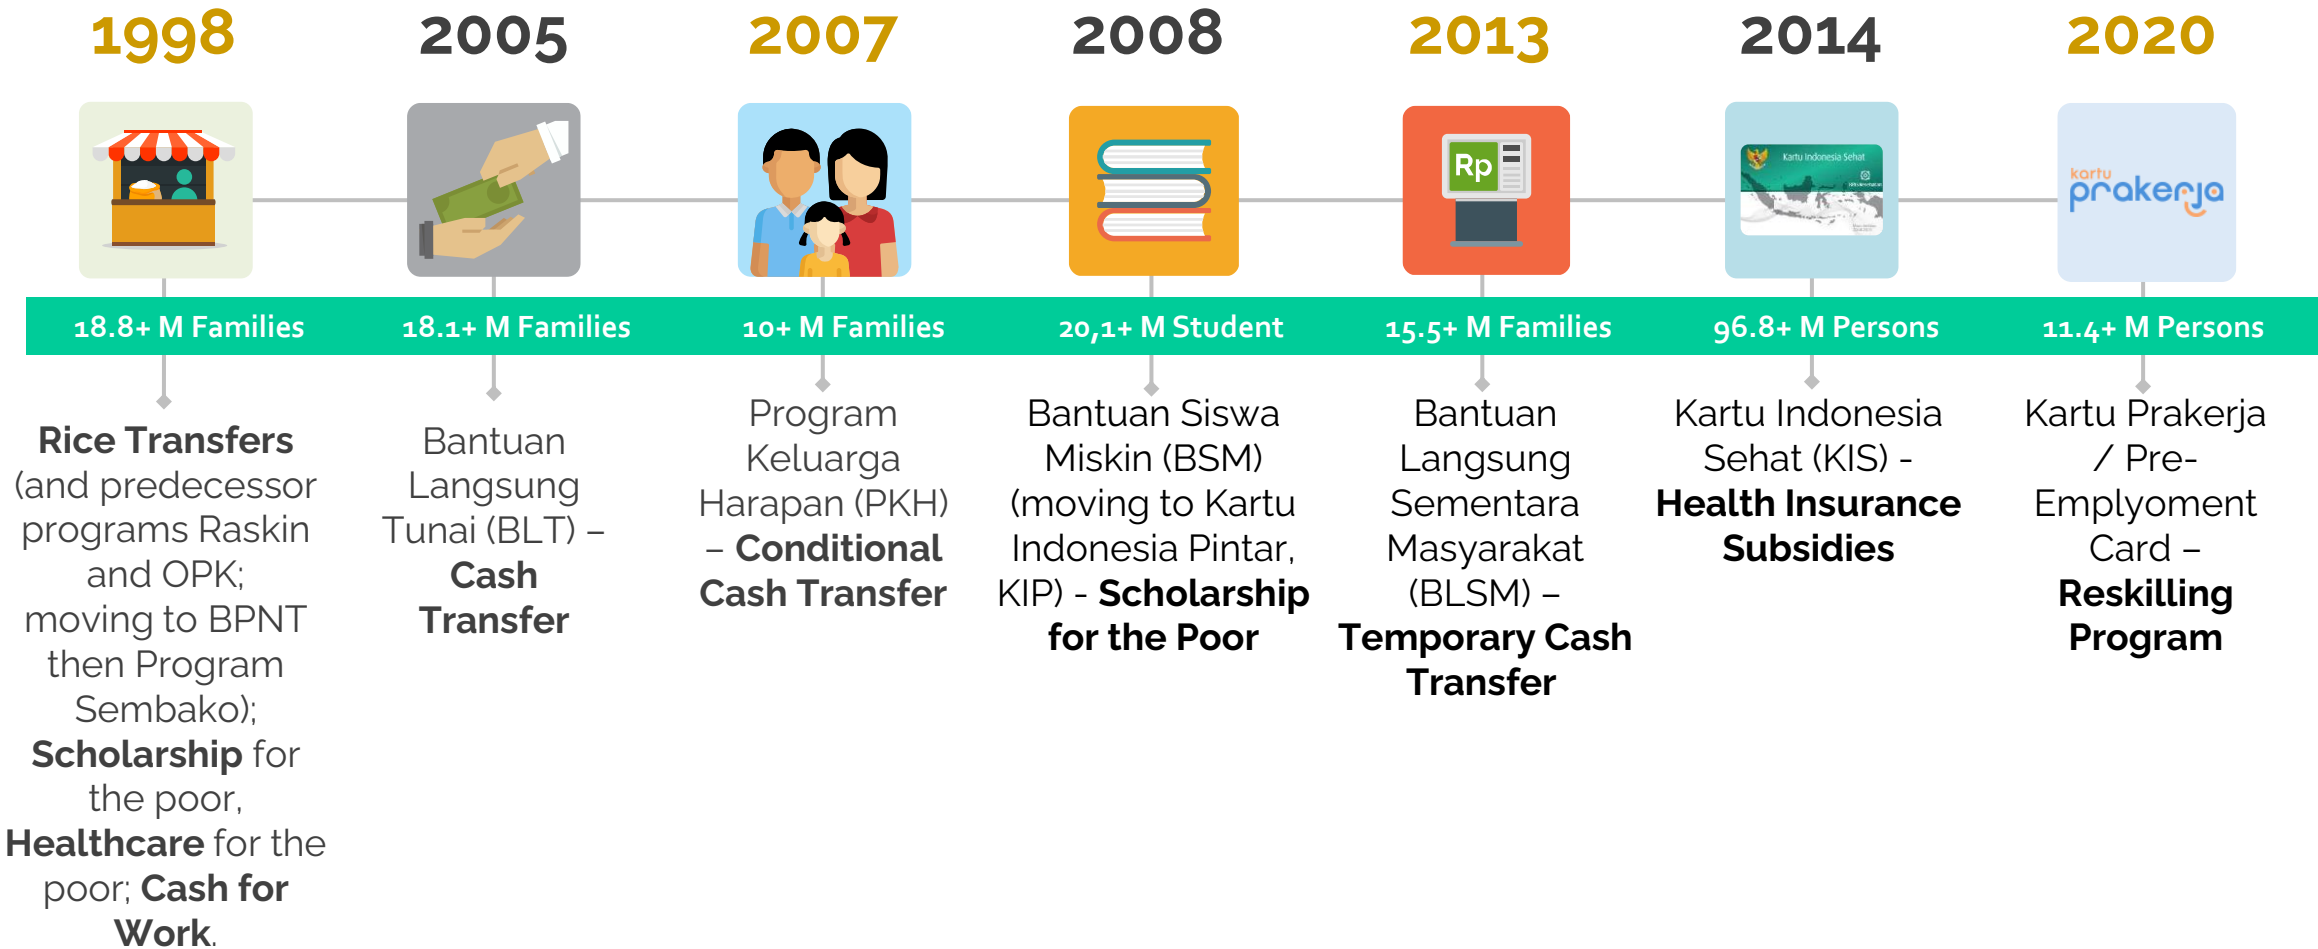 1998
2005
2007
2008
2013
2014
2020
Rp
Kartu Indonesia Sehat
kartu
prakerja
18.8+ M Families
18.1+ M Families
10+ M Families
20,1+ M Student
15.5+ M Families
96.8+ M Persons
11.4+ M Persons
Rice Transfers
(and predecessor
programs Raskin
and OPK;
moving to BPNT
then Program
Sembako);
Scholarship for
the poor,
Healthcare for the
poor; Cash for
Work.
Bantuan
Langsung
Tunai (BLT) –
Cash
Transfer
Program
Keluarga
Harapan (PKH)
– Conditional
Cash Transfer
Bantuan Siswa
Miskin (BSM)
(moving to Kartu
Indonesia Pintar,
KIP) - Scholarship
for the Poor
Bantuan
Langsung
Sementara
Masyarakat
(BLSM) –
Temporary Cash
Transfer
Kartu Indonesia
Sehat (KIS) -
Health Insurance
Subsidies
Kartu Prakerja
/ Pre-
Emplyoment
Card –
Reskilling
Program